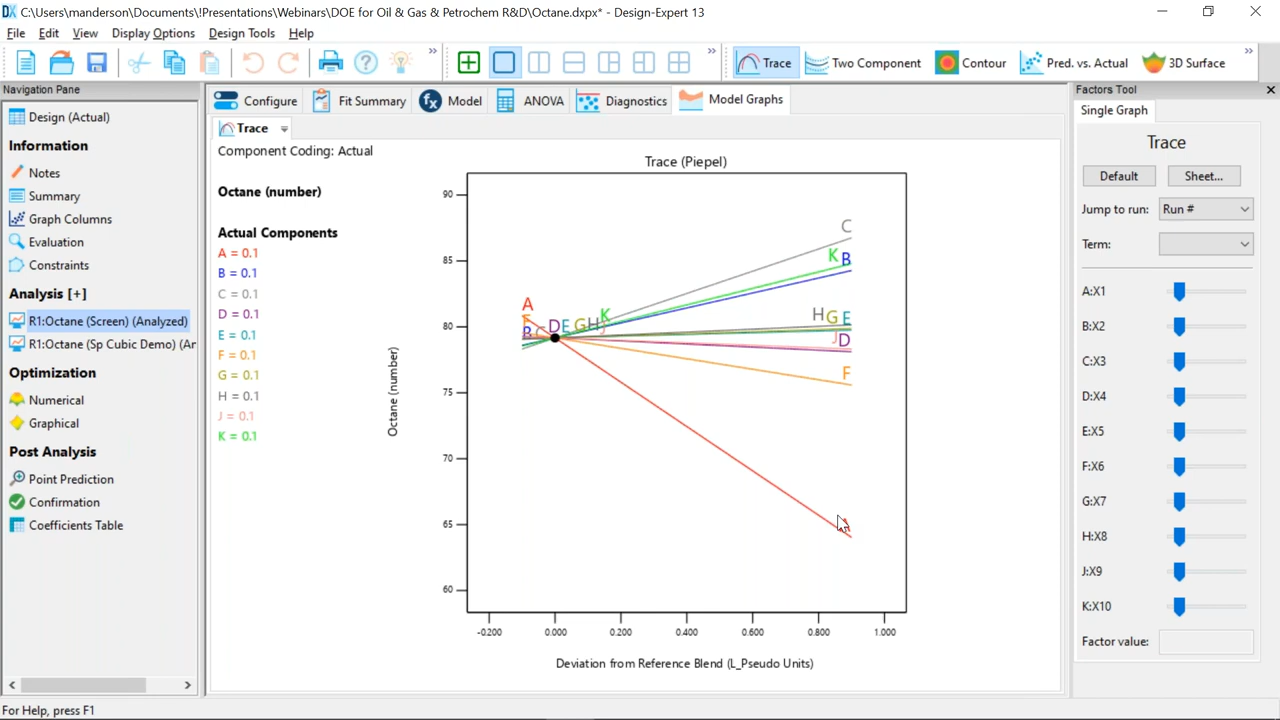 C:\Users\manderson\Documents\!Presentations\Webinars\DOE for Oil & Gas & Petrochem R&D\Octane.dxpx* - Design-Expert 13
File Edit View Display Options Design Tools Help
Trace Two Component Contour Pred. vs. Actual 3D Surface
Navigation Pane
Design (Actual)
Information
Notes
Summary
Graph Columns
Evaluation
Constraints
Analysis [+]
R1:Octane (Screen) (Analyzed)
R1:Octane (Sp Cubic Demo) (Ar
Optimization
Numerical
Graphical
Post Analysis
Point Prediction
Confirmation
Coefficients Table
Configure Fit Summary Model ANOVA Diagnostics Model Graphs
Trace
Component Coding: Actual
Octane (number)
Actual Components
A = 0.1
B = 0.1
C = 0.1
D = 0.1
E = 0.1
F = 0.1
G = 0.1
H = 0.1
J = 0.1
K = 0.1
Trace (Piepel)
90
85
80
75
70
65
60
Octane (number)
A
B C D E G H J K
C
K B
H G E
J D
F
-0.200 0.000 0.200 0.400 0.600 0.800 1.000
Deviation from Reference Blend (L_Pseudo Units)
Factors Tool
Single Graph
Trace
Default Sheet...
Jump to run: Run #
Term:
A:X1
B:X2
C:X3
D:X4
E:X5
F:X6
G:X7
H:X8
J:X9
K:X10
Factor value:
For Help, press F1